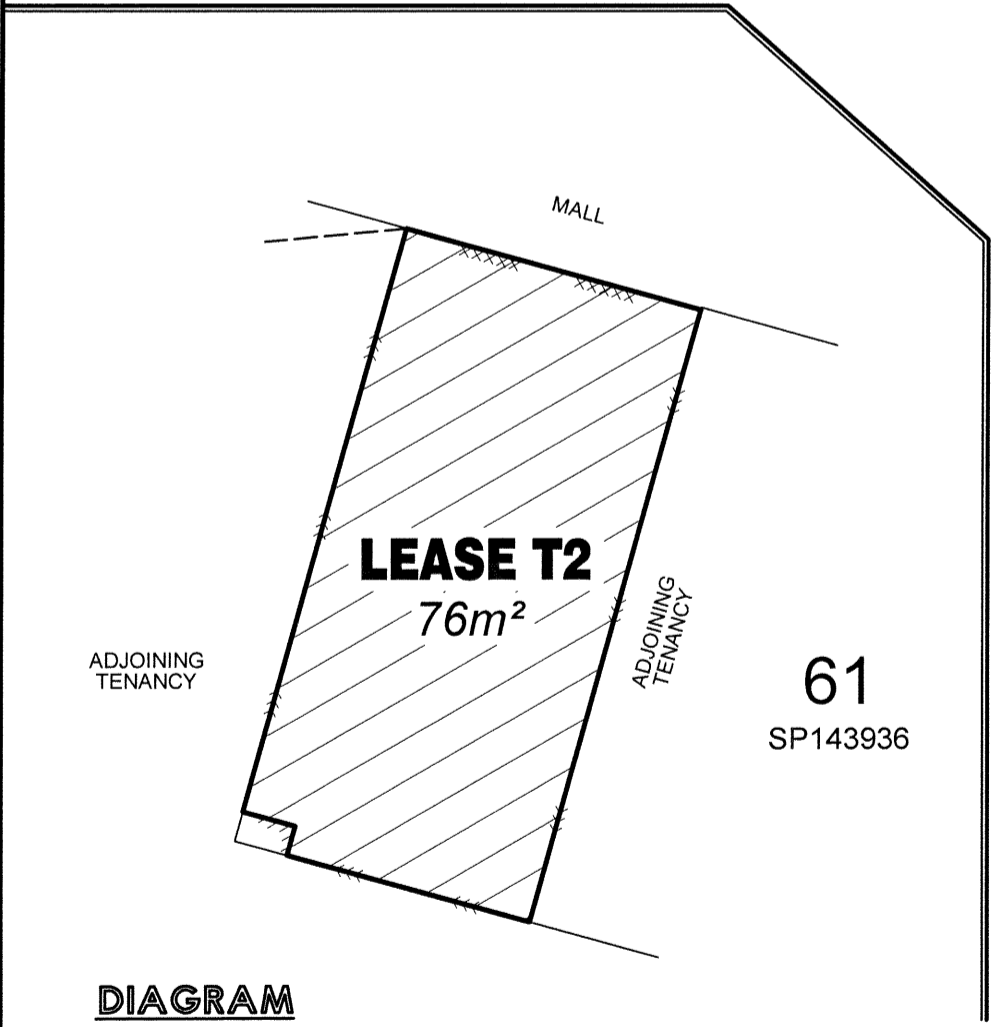 MALL
LEASE T2
76m²
ADJOINING
TENANCY
ADJOINING
TENANCY
61
SP143936
DIAGRAM